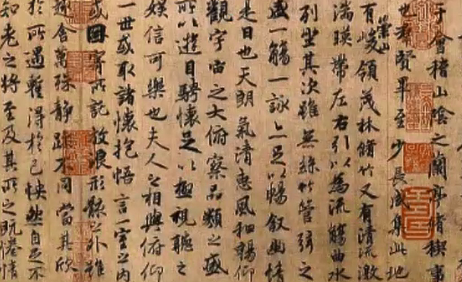 于會稽山陰之蘭亭脩稧事
也羣賢畢至少長咸集此地
有崇山峻領茂林脩竹又有清流激
湍暎帶左右引以為流觴曲水
列坐其次雖無絲竹管弦之
盛一觴一詠亦足以暢叙幽情
是日也天朗氣清惠風和暢仰
觀宇宙之大俯察品類之盛
所以遊目騁懷足以極視聽之
娛信可樂也夫人之相與俯仰
一世或取諸懷抱悟言一室之內
或因寄所託放浪形骸之外雖
趣舍萬殊靜躁不同當其欣
於所遇蹔得於己怏然自足不
知老之將至及其所之既惓情